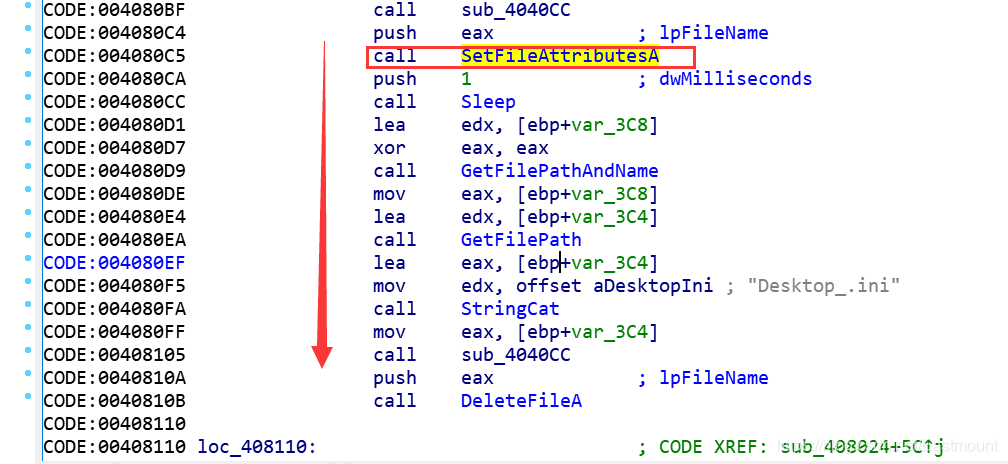 CODE:004080BF call sub_4040CC
CODE:004080C4 push eax ; lpFileName
CODE:004080C5 call SetFileAttributesA
CODE:004080CA push 1 ; dwMilliseconds
CODE:004080CC call Sleep
CODE:004080D1 lea edx, [ebp+var_3C8]
CODE:004080D7 xor eax, eax
CODE:004080D9 call GetFilePathAndName
CODE:004080DE mov eax, [ebp+var_3C8]
CODE:004080E4 lea edx, [ebp+var_3C4]
CODE:004080EA call GetFilePath
CODE:004080EF lea eax, [ebp+var_3C4]
CODE:004080F5 mov edx, offset aDesktopIni ; "Desktop_.ini"
CODE:004080FA call StringCat
CODE:004080FF mov eax, [ebp+var_3C4]
CODE:00408105 call sub_4040CC
CODE:0040810A push eax ; lpFileName
CODE:0040810B call DeleteFileA
CODE:00408110
CODE:00408110 loc_408110: ; CODE XREF: sub_408024+5C↑j